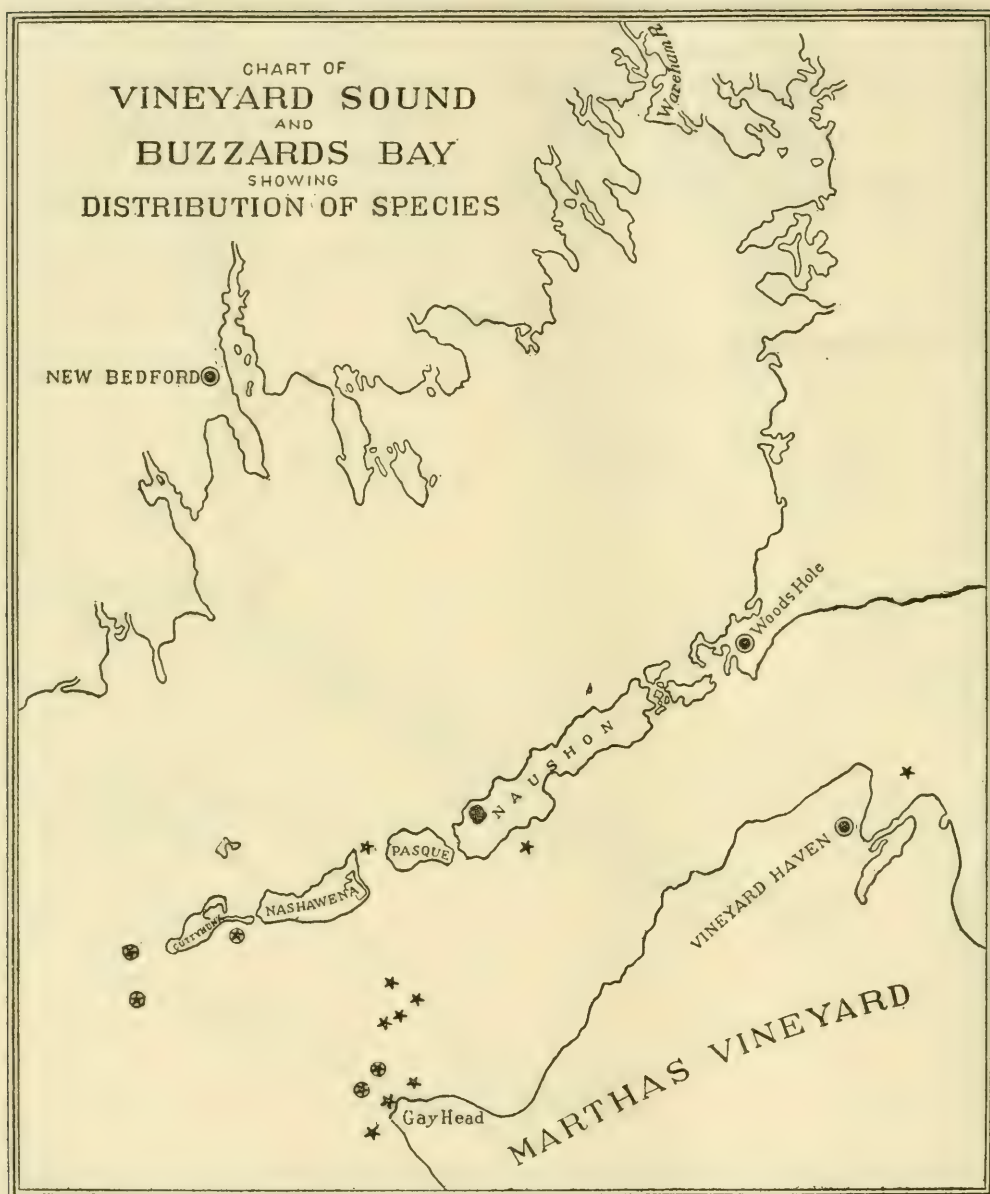 CHART OF
VINEYARD SOUND
AND
BUZZARDS BAY
SHOWING
DISTRIBUTION OF SPECIES
Wareham R
NEW BEDFORD
Woods Hole
NAUSHON
PASQUE
NASHAWENA
CUTTYHUNK
VINEYARD HAVEN
MARTHAS VINEYARD
Gay Head